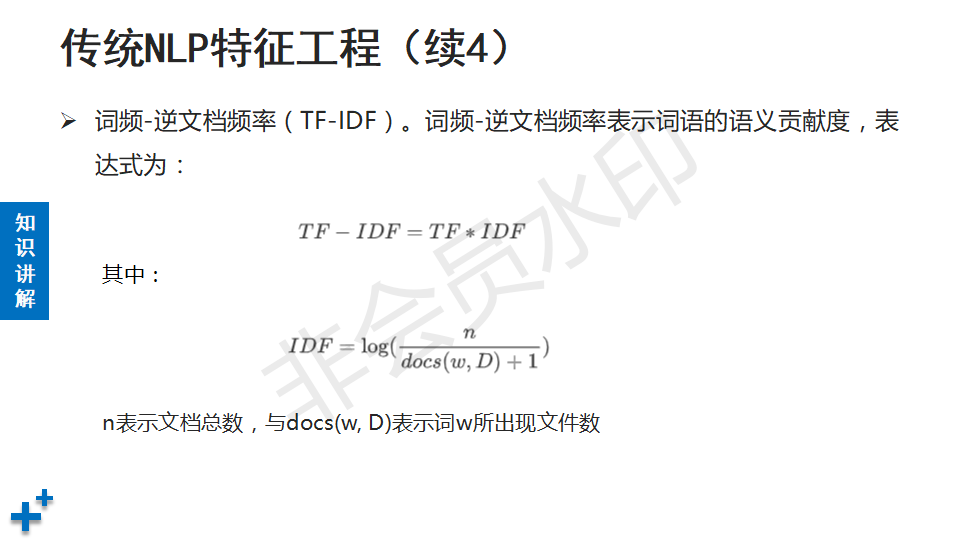 传统NLP特征工程（续4）
➢ 词频-逆文档频率（TF-IDF）。词频-逆文档频率表示词语的语义贡献度，表
达式为：
知识讲解
TF − IDF = TF ∗ IDF
其中：
IDF = log(n / (docs(w, D) + 1))
n表示文档总数，与docs(w, D)表示词w所出现文件数
非会员水印